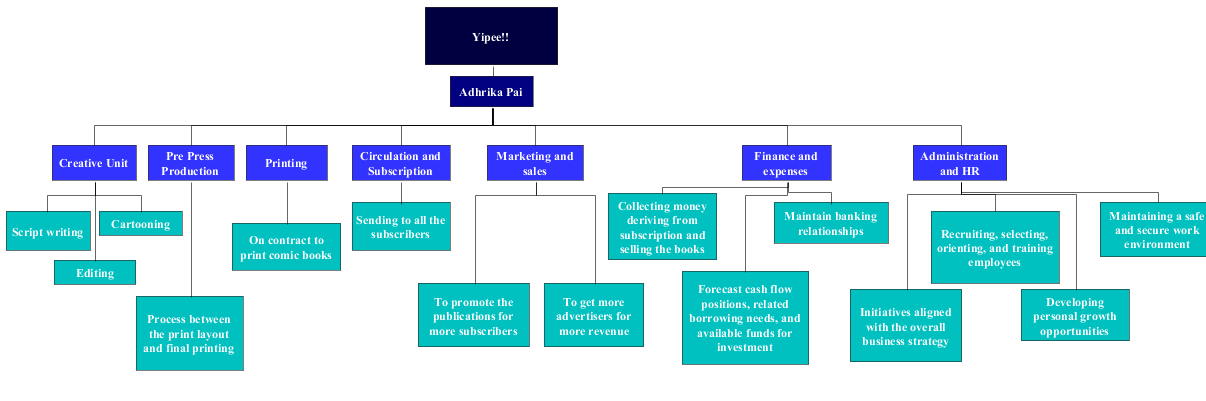 Yipee!!
Adhrika Pai
Creative Unit
Pre Press
Production
Printing
Circulation and
Subscription
Marketing and
sales
Finance and
expenses
Administration
and HR
Script writing
Cartooning
Editing
Process between
the print layout
and final printing
On contract to
print comic books
Sending to all the
subscribers
To promote the
publications for
more subscribers
To get more
advertisers for
more revenue
Collecting money
deriving from
subscription and
selling the books
Maintain banking
relationships
Forecast cash flow
positions, related
borrowing needs, and
available funds for
investment
Initiatives aligned
with the overall
business strategy
Recruiting, selecting,
orienting, and training
employees
Developing
personal growth
opportunities
Maintaining a safe
and secure work
environment